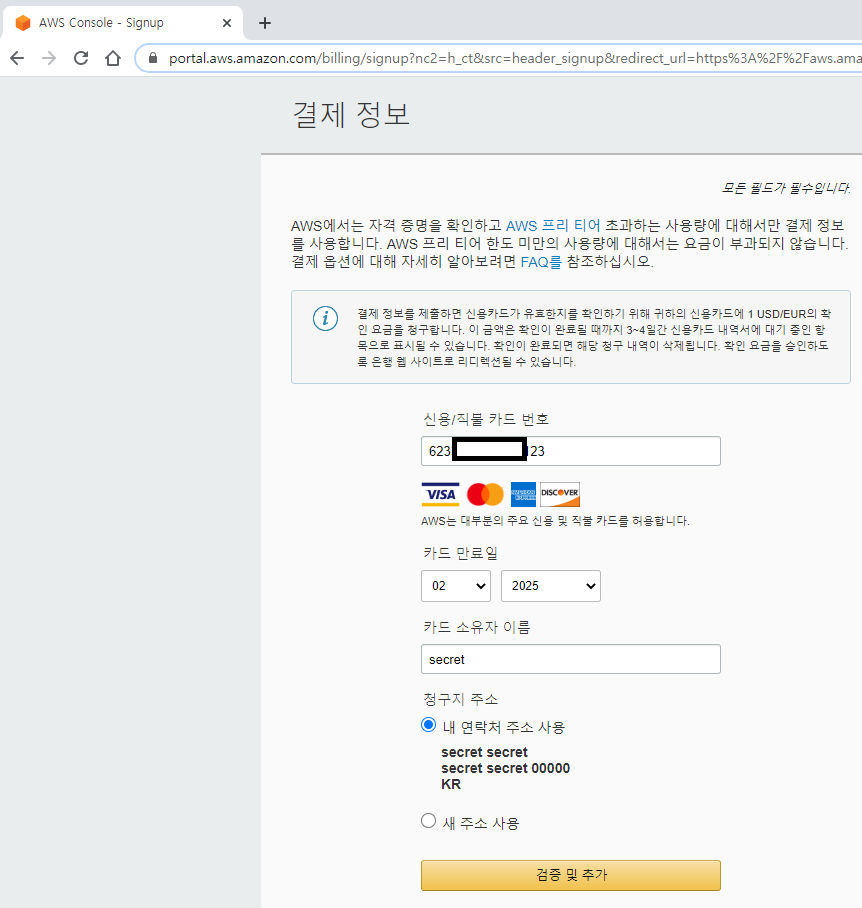 AWS Console - Signup
portal.aws.amazon.com/billing/signup?nc2=h_ct&src=header_signup&redirect_url=https%3A%2F%2Faws.ama
결제 정보
모든 필드가 필수입니다.
AWS에서는 자격 증명을 확인하고 AWS 프리 티어 초과하는 사용량에 대해서만 결제 정보
를 사용합니다. AWS 프리 티어 한도 미만의 사용량에 대해서는 요금이 부과되지 않습니다.
결제 옵션에 대해 자세히 알아보려면 FAQ를 참조하십시오.
결제 정보를 제출하면 신용카드가 유효한지를 확인하기 위해 귀하의 신용카드에 1 USD/EUR의 확
인 요금을 청구합니다. 이 금액은 확인이 완료될 때까지 3~4일간 신용카드 내역서에 대기 중인 항
목으로 표시될 수 있습니다. 확인이 완료되면 해당 청구 내역이 삭제됩니다. 확인 요금을 승인하도
록 은행 웹 사이트로 리디렉션될 수 있습니다.
신용/직불 카드 번호
623 123
VISA AMERICAN EXPRESS DISCOVER
AWS는 대부분의 주요 신용 및 직불 카드를 허용합니다.
카드 만료일
02 2025
카드 소유자 이름
secret
청구지 주소
내 연락처 주소 사용
secret secret
secret secret 00000
KR
새 주소 사용
검증 및 추가